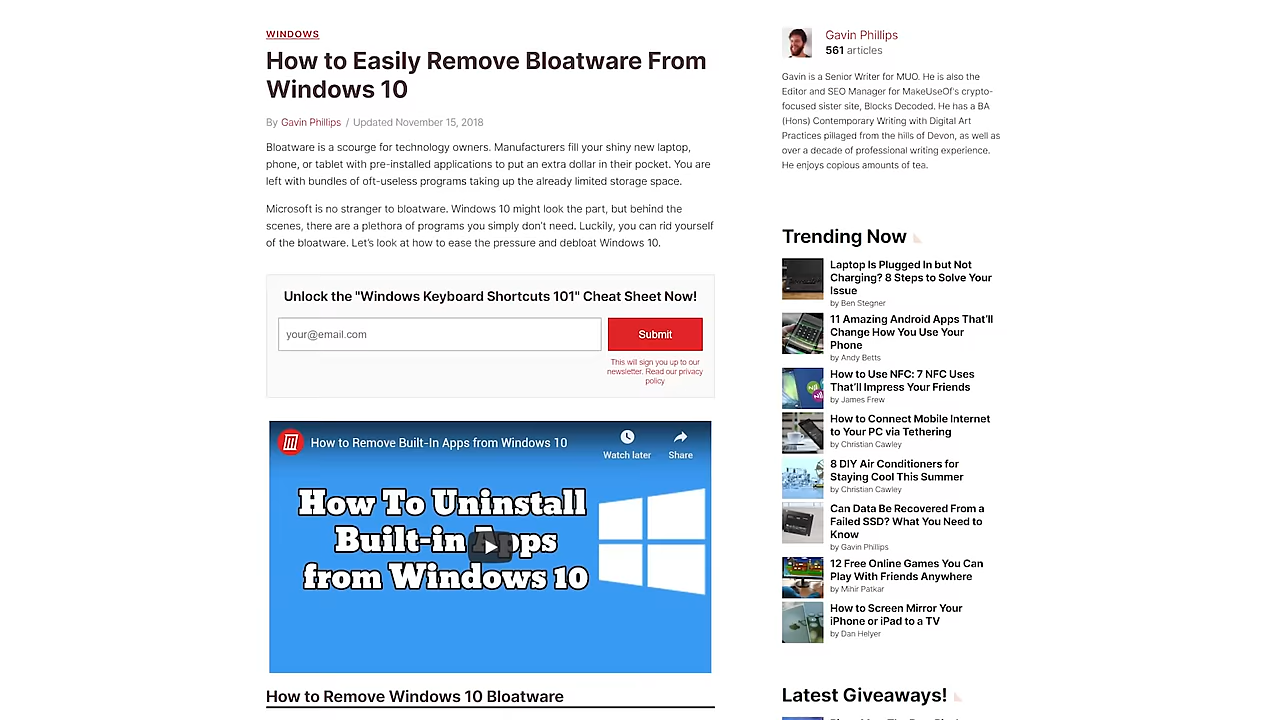 WINDOWS
How to Easily Remove Bloatware From
Windows 10
By Gavin Phillips / Updated November 15, 2018
Bloatware is a scourge for technology owners. Manufacturers fill your shiny new laptop,
phone, or tablet with pre-installed applications to put an extra dollar in their pocket. You are
left with bundles of oft-useless programs taking up the already limited storage space.
Microsoft is no stranger to bloatware. Windows 10 might look the part, but behind the
scenes, there are a plethora of programs you simply don't need. Luckily, you can rid yourself
of the bloatware. Let's look at how to ease the pressure and debloat Windows 10.
Unlock the "Windows Keyboard Shortcuts 101" Cheat Sheet Now!
your@email.com
Submit
This will sign you up to our
newsletter. Read our privacy
policy
How to Remove Built-In Apps from Windows 10
Watch later
Share
How To Uninstall
Built-in Apps
from Windows 10
How to Remove Windows 10 Bloatware
Gavin Phillips
561 articles
Gavin is a Senior Writer for MUO. He is also the
Editor and SEO Manager for MakeUseOf's crypto-
focused sister site, Blocks Decoded. He has a BA
(Hons) Contemporary Writing with Digital Art
Practices pillaged from the hills of Devon, as well as
over a decade of professional writing experience.
He enjoys copious amounts of tea.
Trending Now
Laptop Is Plugged In but Not
Charging? 8 Steps to Solve Your
Issue
by Ben Stegner
11 Amazing Android Apps That'll
Change How You Use Your
Phone
by Andy Betts
How to Use NFC: 7 NFC Uses
That'll Impress Your Friends
by James Frew
How to Connect Mobile Internet
to Your PC via Tethering
by Christian Cawley
8 DIY Air Conditioners for
Staying Cool This Summer
by Christian Cawley
Can Data Be Recovered From a
Failed SSD? What You Need to
Know
by Gavin Phillips
12 Free Online Games You Can
Play With Friends Anywhere
by Mihir Patkar
How to Screen Mirror Your
iPhone or iPad to a TV
by Dan Helyer
Latest Giveaways!